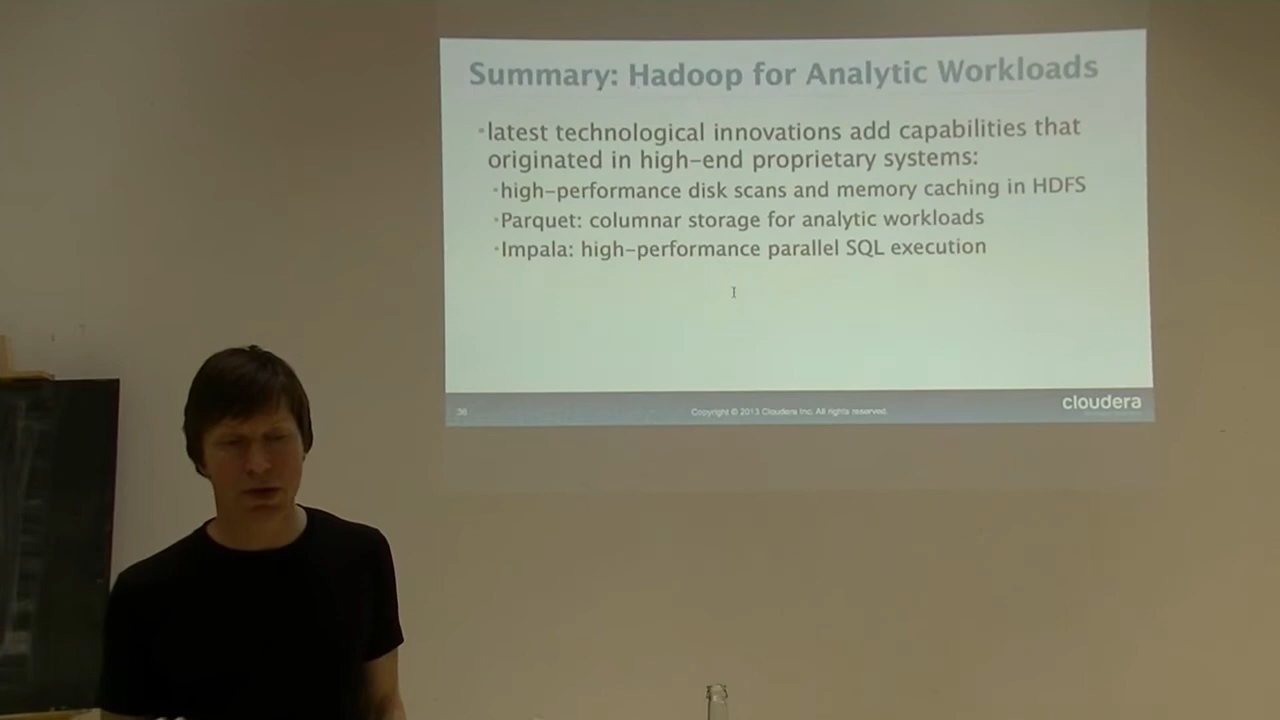 Summary: Hadoop for Analytic Workloads
•latest technological innovations add capabilities that
originated in high-end proprietary systems:
•high-performance disk scans and memory caching in HDFS
•Parquet: columnar storage for analytic workloads
•Impala: high-performance parallel SQL execution
Copyright © 2013 Cloudera Inc. All rights reserved.
cloudera